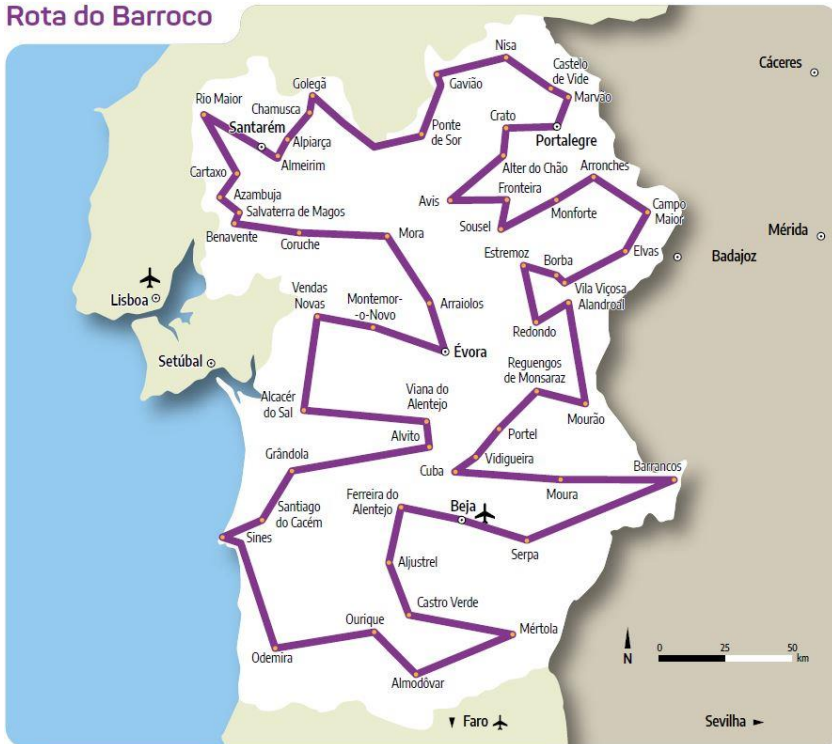 Rota do Barroco
Nisa
Cáceres
Castelo
de Vide
Golegã
Gavião
Rio Maior
Chamusca
Marvão
Santarém
Crato
Alpiarça
Ponte
de Sor
Portalegre
Almeirim
Cartaxo
Alter do Chão
Arronches
Azambuja
Avis
Fronteira
Salvaterra de Magos
Campo
Maior
Monforte
Benavente
Coruche
Mora
Sousel
Mérida
Estremoz
Borba
Elvas
Badajoz
Lisboa
Vendas
Novas
Montemor-
-o-Novo
Arraiolos
Vila Viçosa
Alandroal
Redondo
Évora
Setúbal
Reguengos
de Monsaraz
Alcacér
do Sal
Viana do
Alentejo
Mourão
Alvito
Portel
Grândola
Vidigueira
Cuba
Barrancos
Ferreira do
Alentejo
Beja
Moura
Santiago
do Cacém
Sines
Serpa
Aljustrel
Castro Verde
Ourique
Mértola
Odemira
Almodôvar
N
0 25 50
km
Faro
Sevilha